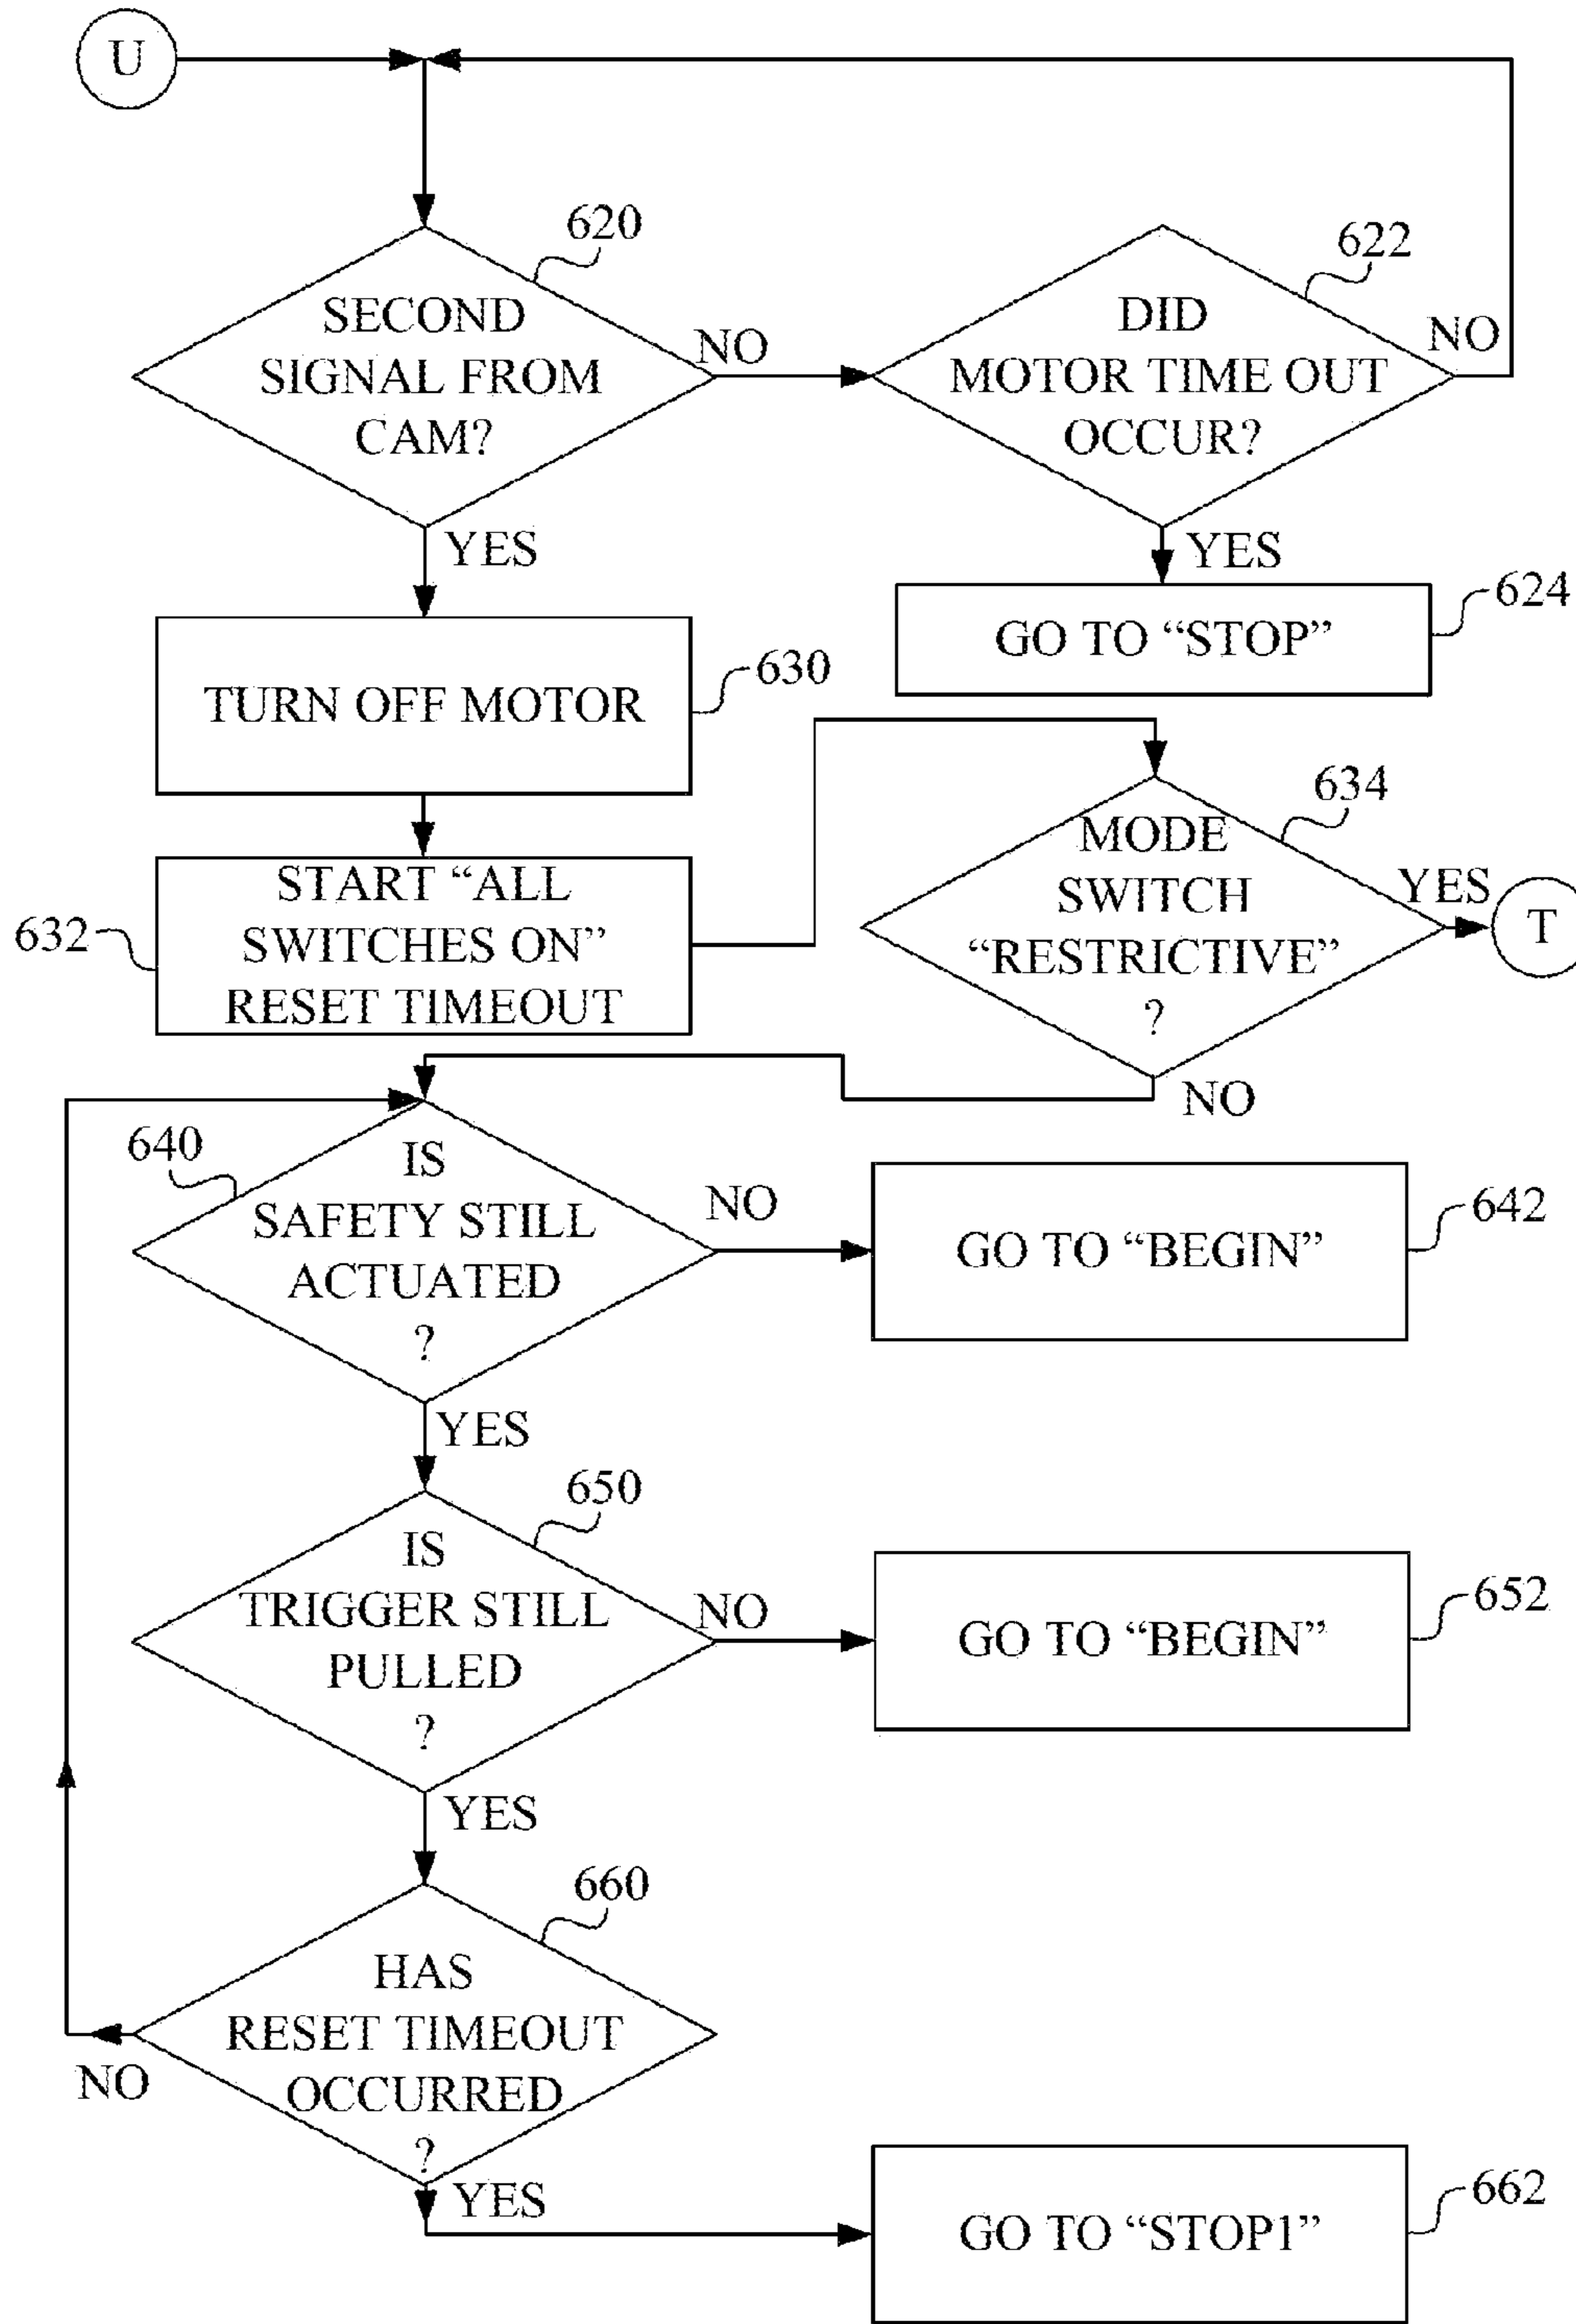 U
620
SECOND
SIGNAL FROM
CAM?
NO
622
DID
MOTOR TIME OUT
OCCUR?
NO
YES
YES
GO TO “STOP”
624
TURN OFF MOTOR
630
START “ALL
SWITCHES ON”
RESET TIMEOUT
632
634
MODE
SWITCH
“RESTRICTIVE”
?
YES
T
NO
640
IS
SAFETY STILL
ACTUATED
?
NO
GO TO “BEGIN”
642
YES
650
IS
TRIGGER STILL
PULLED
?
NO
GO TO “BEGIN”
652
YES
660
HAS
RESET TIMEOUT
OCCURRED
?
NO
YES
GO TO “STOP1”
662